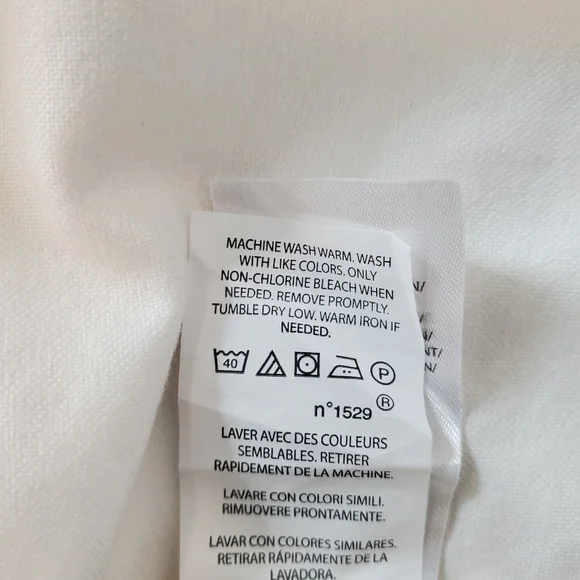 MACHINE WASH WARM. WASH
WITH LIKE COLORS. ONLY
NON-CHLORINE BLEACH WHEN
NEEDED. REMOVE PROMPTLY.
TUMBLE DRY LOW. WARM IRON IF
NEEDED.
40
P
®
n°1529
LAVER AVEC DES COULEURS
SEMBLABLES. RETIRER
RAPIDEMENT DE LA MACHINE.
LAVARE CON COLORI SIMILI.
RIMUOVERE PRONTAMENTE.
LAVAR CON COLORES SIMILARES.
RETIRAR RÁPIDAMENTE DE LA
LAVADORA.